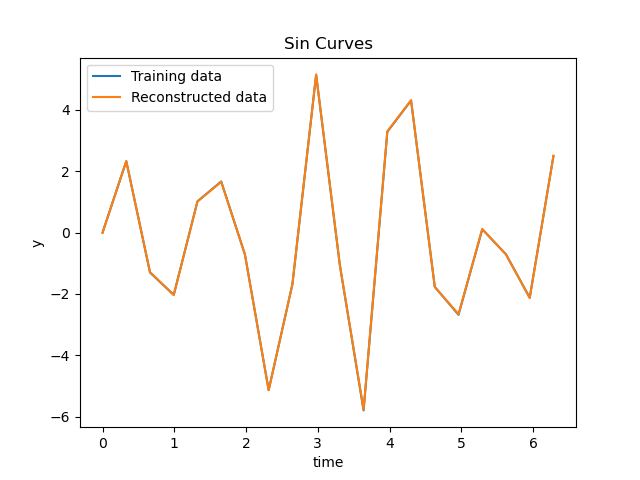 Sin Curves
Training data
Reconstructed data
4
2
0
−2
−4
−6
y
0 1 2 3 4 5 6
time